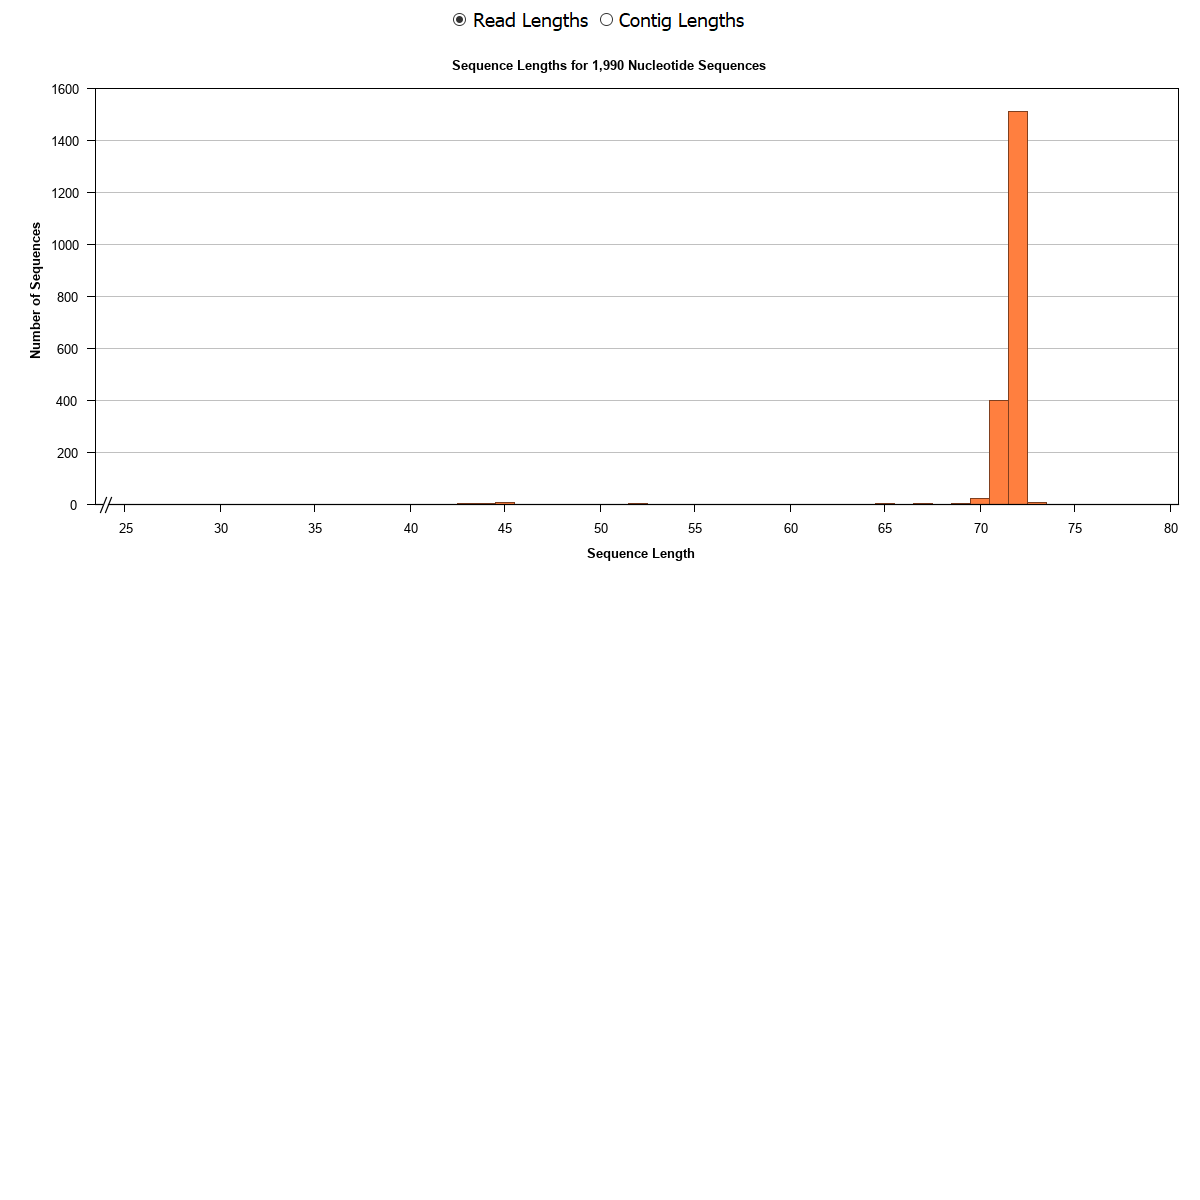 Read Lengths Contig Lengths
Sequence Lengths for 1,990 Nucleotide Sequences
1600
1400
1200
1000
800
600
400
200
0
Number of Sequences
25 30 35 40 45 50 55 60 65 70 75 80
Sequence Length